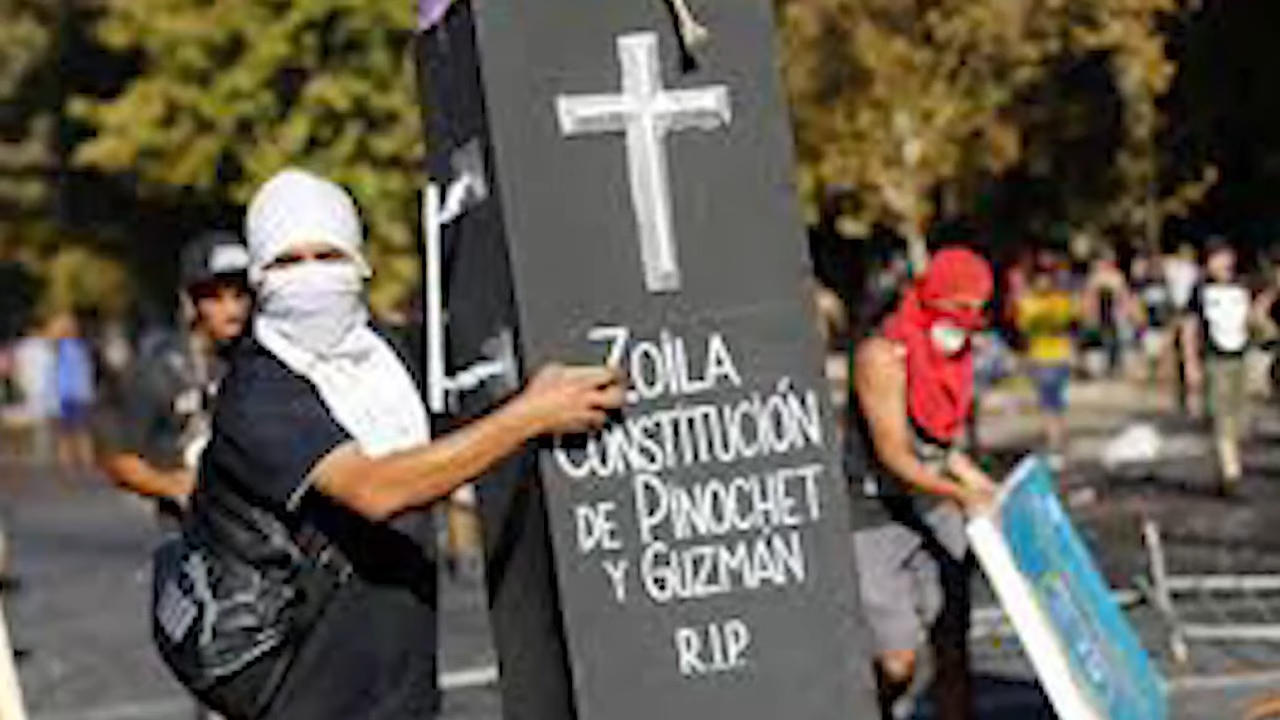 ZOILA
CONSTITUCIÓN
DE PINOCHET
Y GUZMÁN
R.I.P.